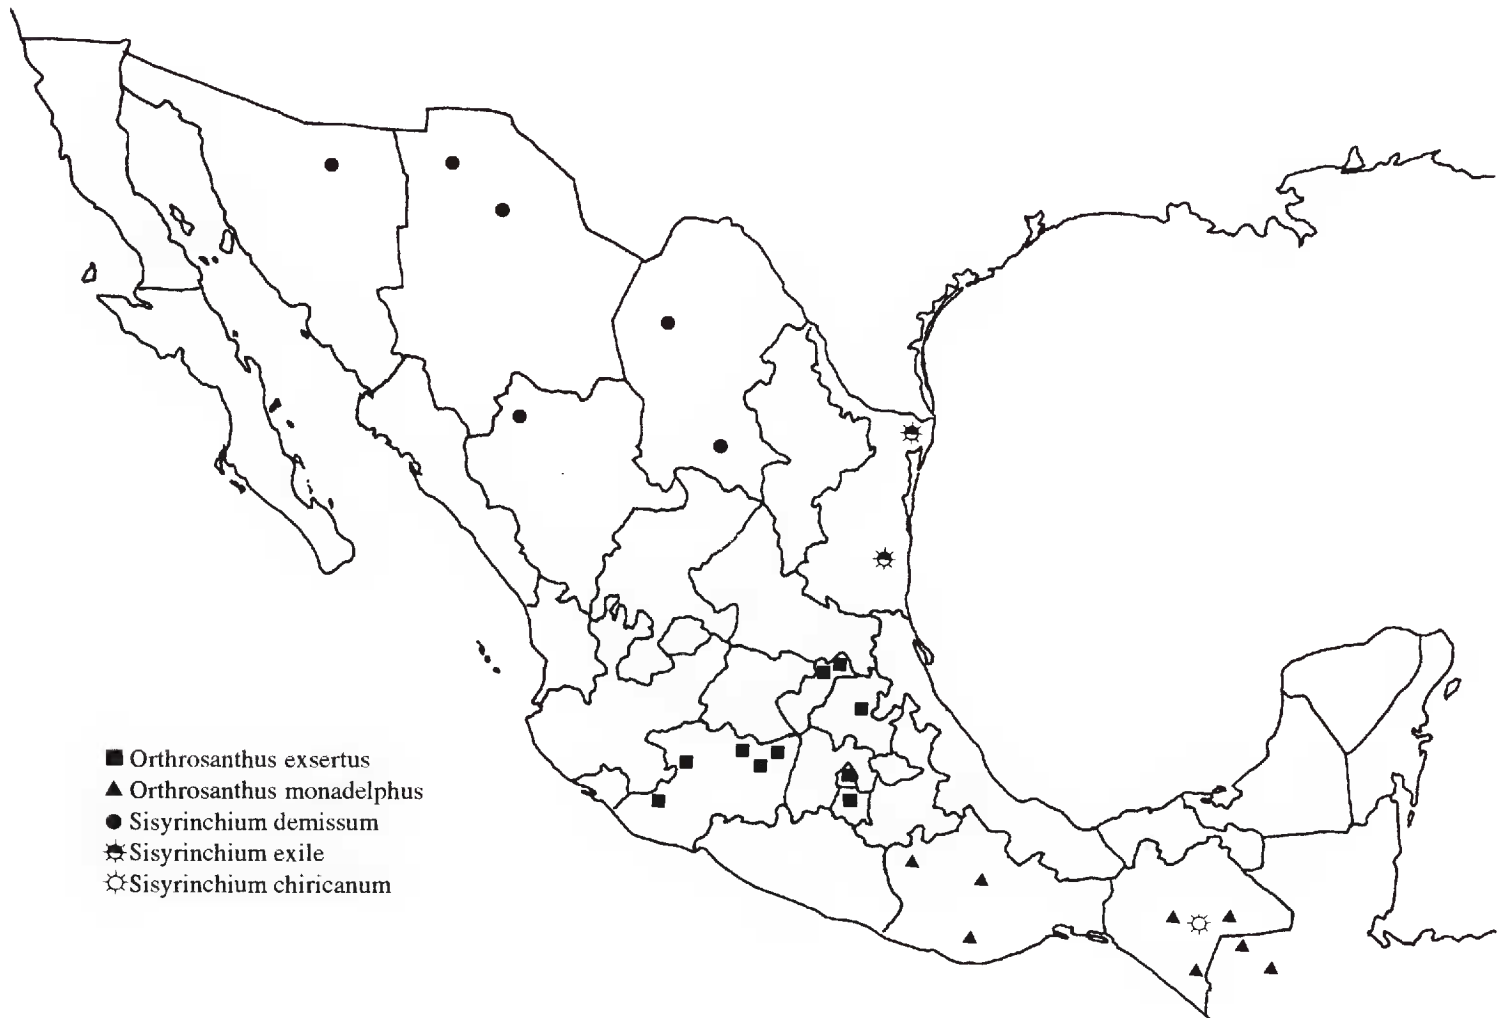 Orthrosanthus exsertus
Orthrosanthus monadelphus
Sisyrinchium demissum
Sisyrinchium exile
Sisyrinchium chiricanum